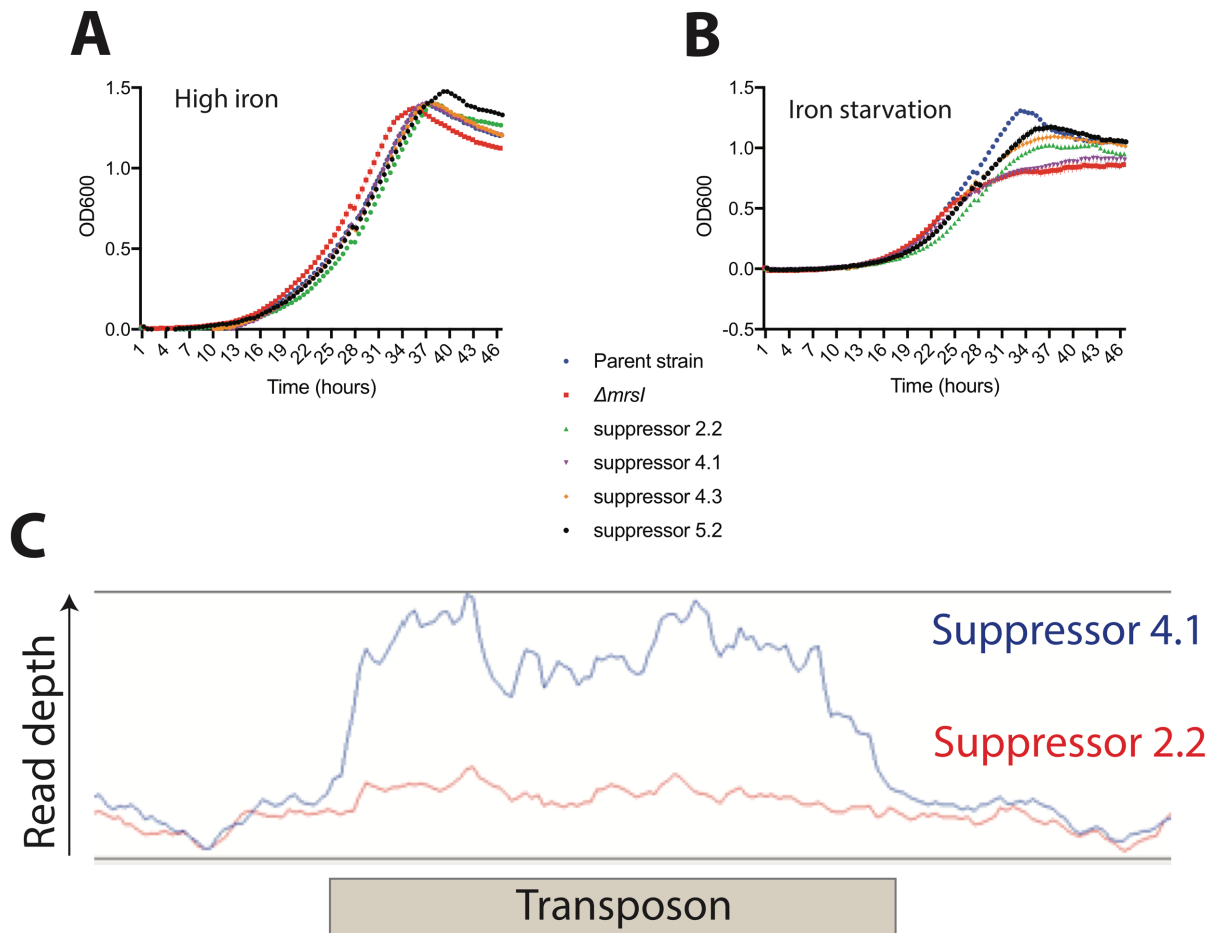 A
High iron
1.5
1.0
0.5
0.0
OD600
1 4 7 10 13 16 19 22 25 28 31 34 37 40 43 46
Time (hours)
B
Iron starvation
1.5
1.0
0.5
0.0
-0.5
OD600
1 4 7 10 13 16 19 22 25 28 31 34 37 40 43 46
Time (hours)
Parent strain
ΔmrsI
suppressor 2.2
suppressor 4.1
suppressor 4.3
suppressor 5.2
C
Read depth
Suppressor 4.1
Suppressor 2.2
Transposon